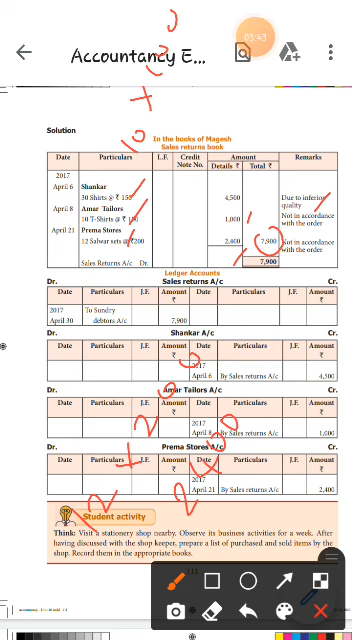 03:43
Accountancy E...
Solution
In the books of Magesh
Sales returns book
Date Particulars L.F. Credit Note No. Amount Remarks
Details ₹ Total ₹
2017
April 6 Shankar
30 Shirts @ ₹ 150 4,500 Due to inferior quality
April 8 Amar Tailors
10 T-Shirts @ ₹ 1,000 Not in accordance with the order
April 21 Prema Stores
12 Salwar sets @ ₹200 2,400 7,900 Not in accordance with the order
Sales Returns A/c Dr. 7,900
Ledger Accounts
Dr. Sales returns A/c Cr.
Date Particulars J.F. Amount ₹ Date Particulars J.F. Amount ₹
2017 To Sundry
April 30 debtors A/c 7,900
Dr. Shankar A/c Cr.
Date Particulars J.F. Amount ₹ Date Particulars J.F. Amount ₹
2017
April 6 By Sales returns A/c 4,500
Dr. Amar Tailors A/c Cr.
Date Particulars J.F. Amount ₹ Date Particulars J.F. Amount ₹
2017
April 8 By Sales returns A/c 1,000
Dr. Prema Stores A/c Cr.
Date Particulars J.F. Amount ₹ Date Particulars J.F. Amount ₹
2017
April 21 By Sales returns A/c 2,400
Student activity
Think: Visit a stationery shop nearby. Observe its business activities for a week. After
having discussed with the shop keeper, prepare a list of purchased and sold items by the
shop. Record them in the appropriate books.
12 x 200
2400